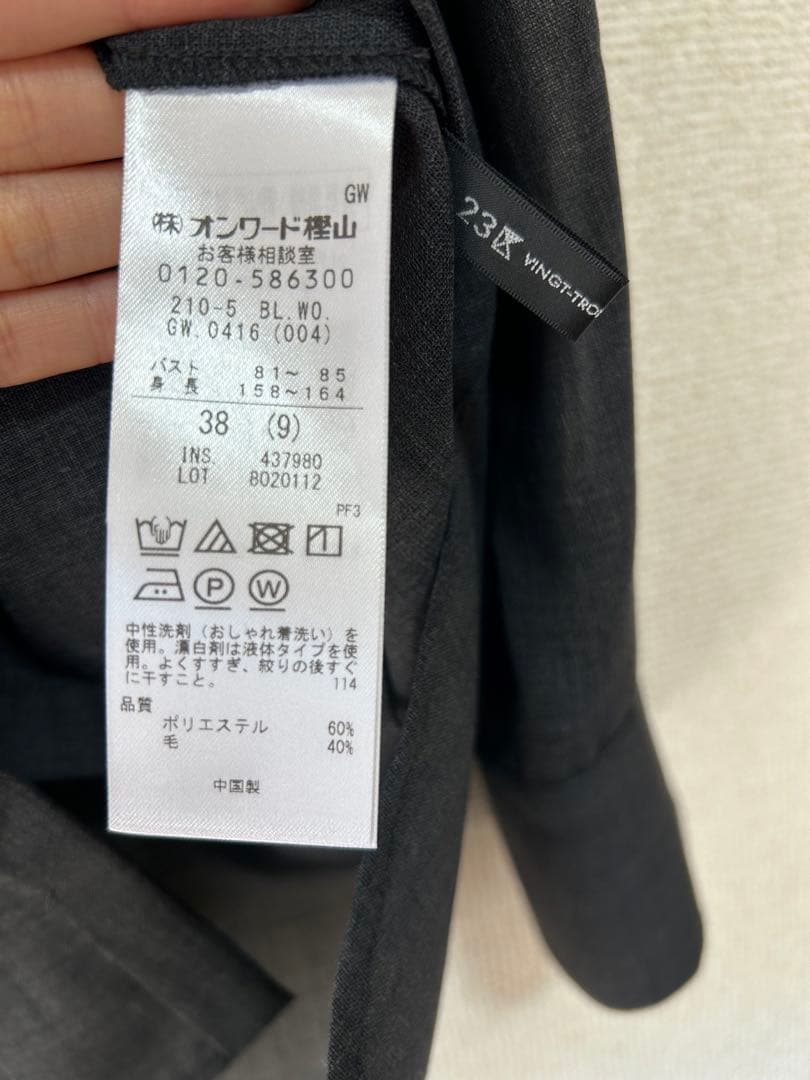 GW
(株)オンワード樫山
お客様相談室
0120-586300
210-5 BL.WO.
GW.0416(004)
バスト 81～ 85
身 長 158～164
38 (9)
INS. 437980
LOT 8020112
PF3
P W
中性洗剤（おしゃれ着洗い）を
使用。漂白剤は液体タイプを使
用。よくすすぎ、絞りの後すぐ
に干すこと。 114
品質
ポリエステル 60%
毛 40%
中国製
23区 VINGT-TRO